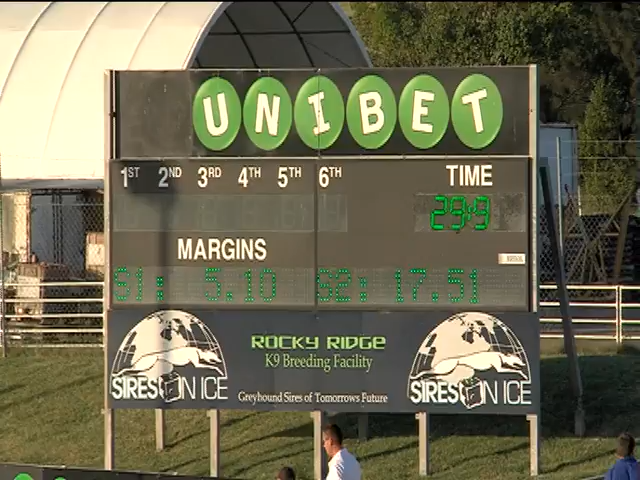 UNIBET
1ST 2ND 3RD 4TH 5TH 6TH TIME
29:9
MARGINS
S1: 5.10 S2: 17.51
ROCKY RIDGE
K9 Breeding Facility
SIRES ON ICE
SIRES ON ICE
Greyhound Sires of Tomorrows Future